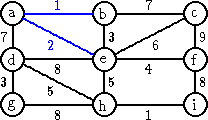 a 1 b 7 c
7 2 3 6 9
d 8 e 4 f
3 5 5 8
g 8 h 1 i